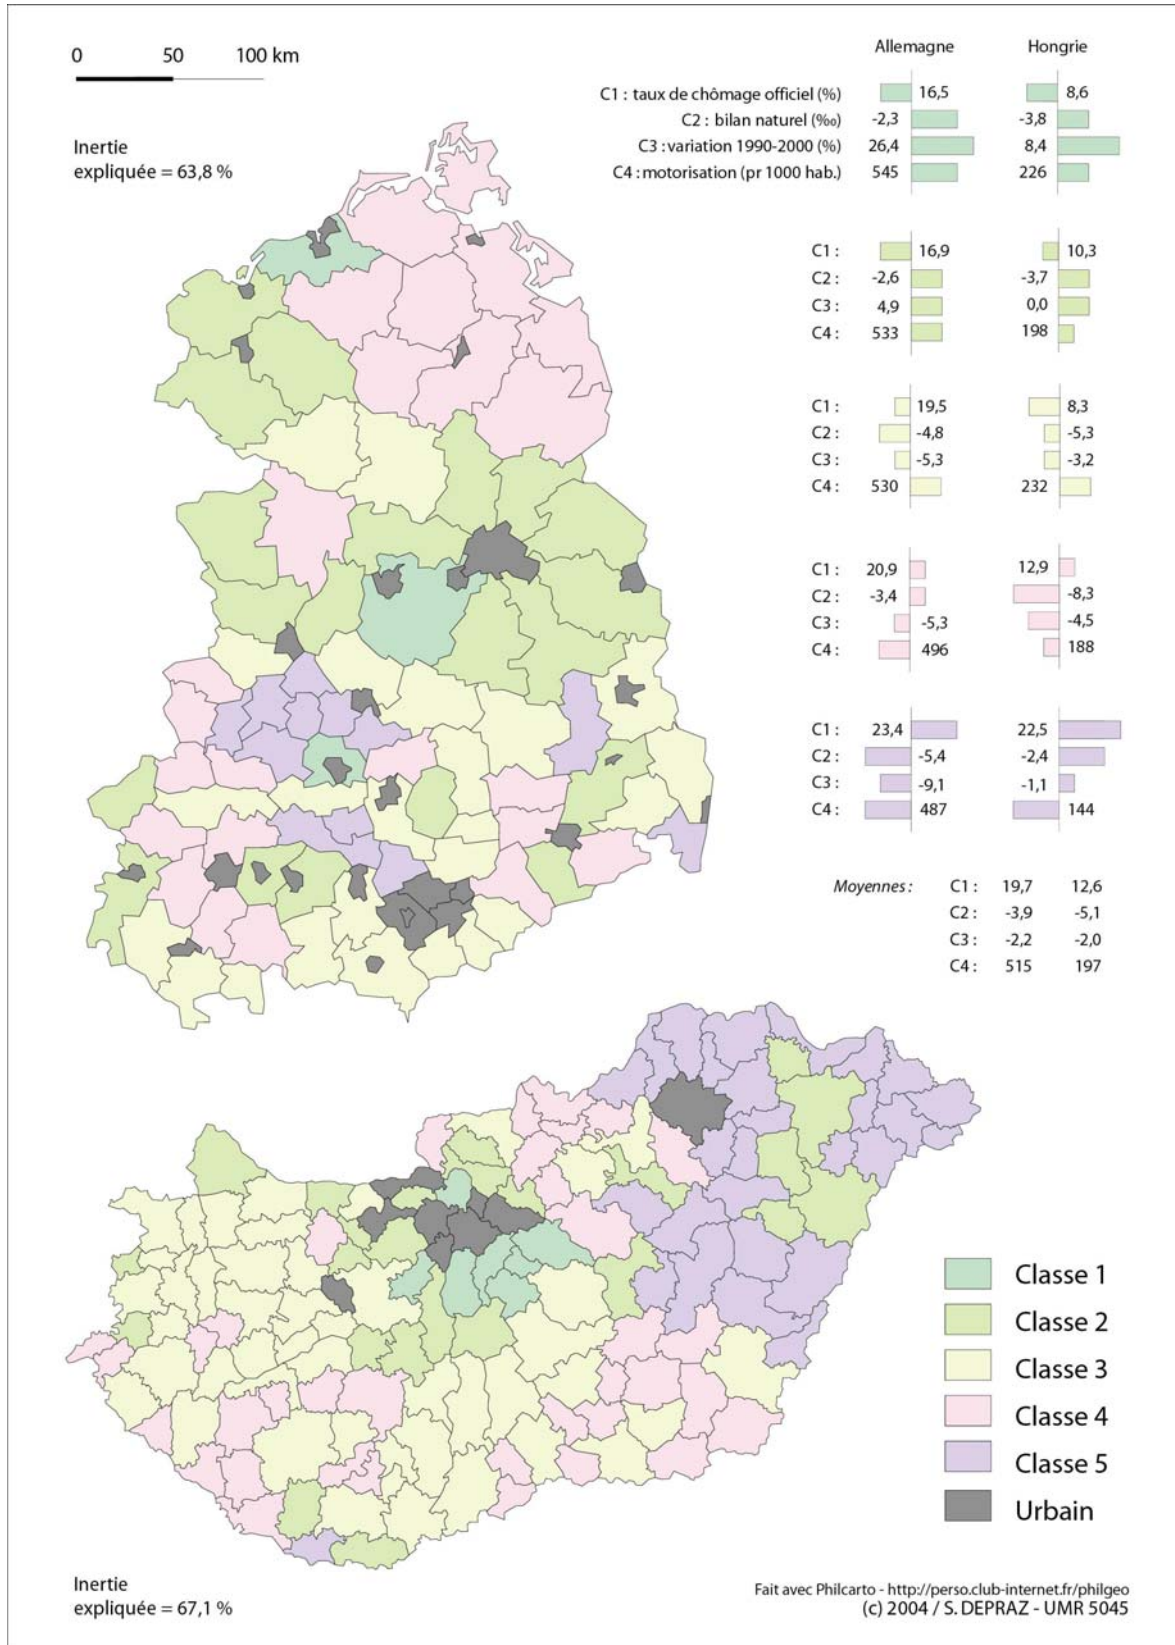 0 50 100 km
Inertie
expliquée = 63,8 %
Allemagne Hongrie
C1 : taux de chômage officiel (%) 16,5 8,6
C2 : bilan naturel (‰) -2,3 -3,8
C3 : variation 1990-2000 (%) 26,4 8,4
C4 : motorisation (pr 1000 hab.) 545 226
C1 : 16,9 10,3
C2 : -2,6 -3,7
C3 : 4,9 0,0
C4 : 533 198
C1 : 19,5 8,3
C2 : -4,8 -5,3
C3 : -5,3 -3,2
C4 : 530 232
C1 : 20,9 12,9
C2 : -3,4 -8,3
C3 : -5,3 -4,5
C4 : 496 188
C1 : 23,4 22,5
C2 : -5,4 -2,4
C3 : -9,1 -1,1
C4 : 487 144
Moyennes : C1 : 19,7 12,6
C2 : -3,9 -5,1
C3 : -2,2 -2,0
C4 : 515 197
Classe 1
Classe 2
Classe 3
Classe 4
Classe 5
Urbain
Inertie
expliquée = 67,1 %
Fait avec Philcarto - http://perso.club-internet.fr/philgeo
(c) 2004 / S. DEPRAZ - UMR 5045